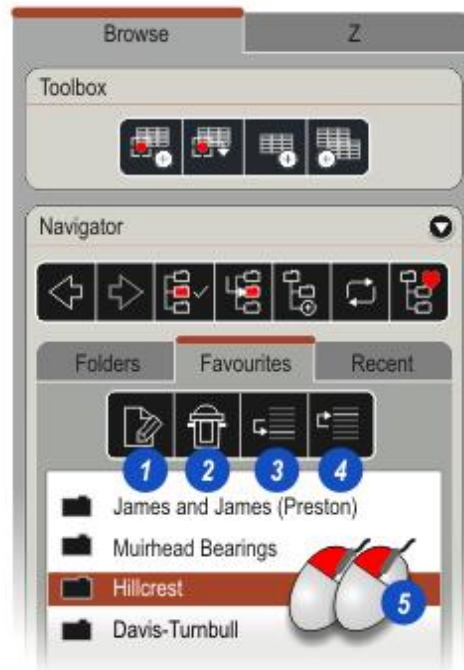 Browse Z
Toolbox
Navigator
Folders Favourites Recent
1 2 3 4
James and James (Preston)
Muirhead Bearings
Hillcrest
5
Davis-Turnbull